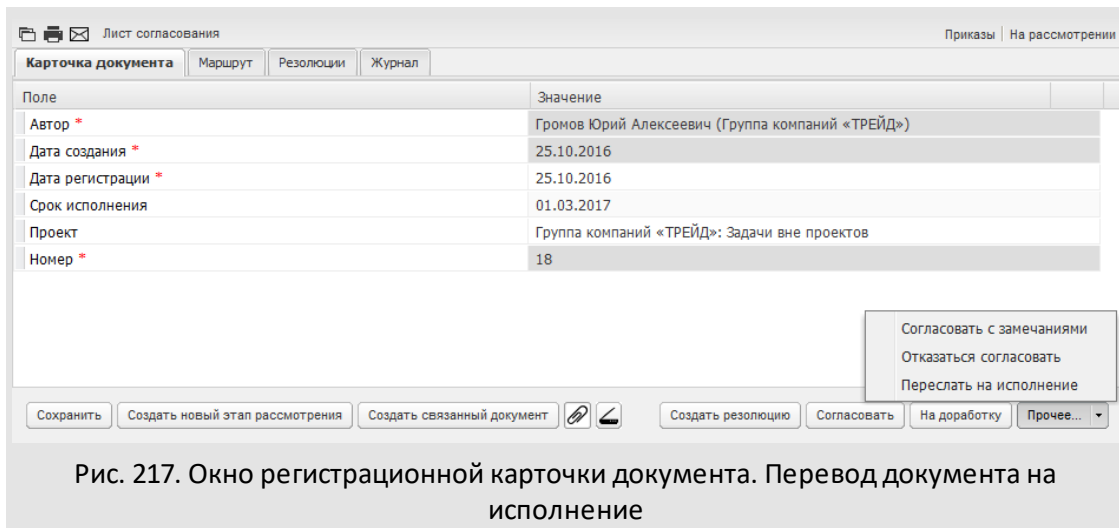 Лист согласования
Приказы | На рассмотрении
Карточка документа Маршрут Резолюции Журнал
Поле Значение
Автор * Громов Юрий Алексеевич (Группа компаний «ТРЕЙД»)
Дата создания * 25.10.2016
Дата регистрации * 25.10.2016
Срок исполнения 01.03.2017
Проект Группа компаний «ТРЕЙД»: Задачи вне проектов
Номер * 18
Согласовать с замечаниями
Отказаться согласовать
Переслать на исполнение
Сохранить Создать новый этап рассмотрения Создать связанный документ Создать резолюцию Согласовать На доработку Прочее...
Рис. 217. Окно регистрационной карточки документа. Перевод документа на
исполнение